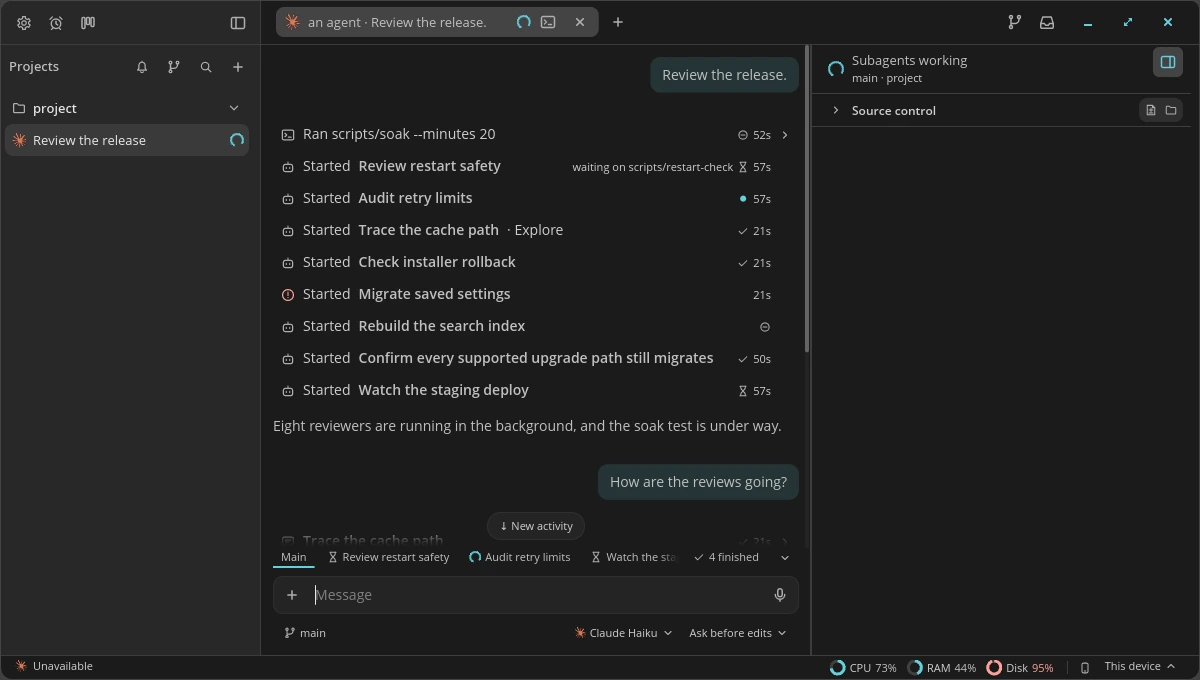 an agent · Review the release.
Projects
project
Review the release
Review the release.
Ran scripts/soak --minutes 20 52s
Started Review restart safety waiting on scripts/restart-check 57s
Started Audit retry limits 57s
Started Trace the cache path · Explore 21s
Started Check installer rollback 21s
Started Migrate saved settings 21s
Started Rebuild the search index
Started Confirm every supported upgrade path still migrates 50s
Started Watch the staging deploy 57s
Eight reviewers are running in the background, and the soak test is under way.
How are the reviews going?
↓ New activity
Trace the cache path 21s
Main Review restart safety Audit retry limits Watch the sta 4 finished
Message
main Claude Haiku Ask before edits
Subagents working
main · project
Source control
Unavailable CPU 73% RAM 44% Disk 95% This device